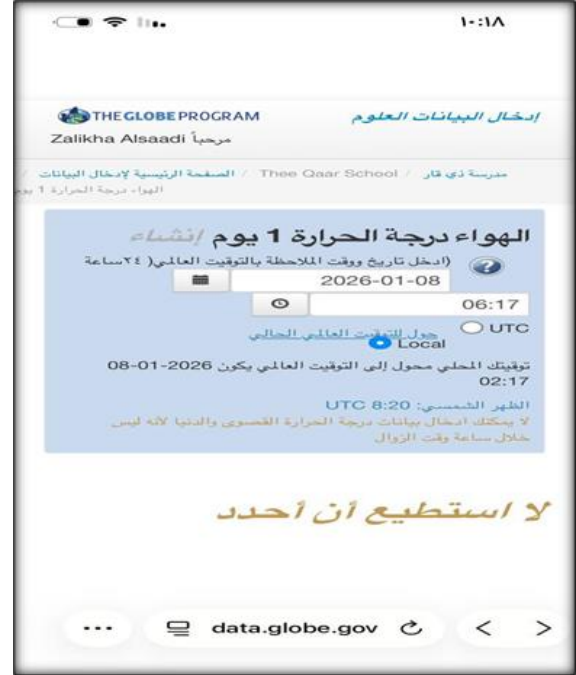 ١٠:١٨
إدخال البيانات العلوم
THE GLOBE PROGRAM
مرحباً Zalikha Alsaadi
مدرسة ذي قار / Thee Qaar School / الصفحة الرئيسية لإدخال البيانات /
الهواء درجة الحرارة 1 يوم
الهواء درجة الحرارة 1 يوم إنشاء
(ادخل تاريخ ووقت الملاحظة بالتوقيت العالمي( ٢٤ساعة
2026-01-08
06:17
UTC
حول للتوقيت العالمي الحالي
Local
توقيتك المحلي محول إلى التوقيت العالمي يكون 2026-01-08
02:17
الظهر الشمسي: 8:20 UTC
لا يمكنك ادخال بيانات درجة الحرارة القصوى والدنيا لأنه ليس
خلال ساعة وقت الزوال
لا استطيع أن أحدد
data.globe.gov